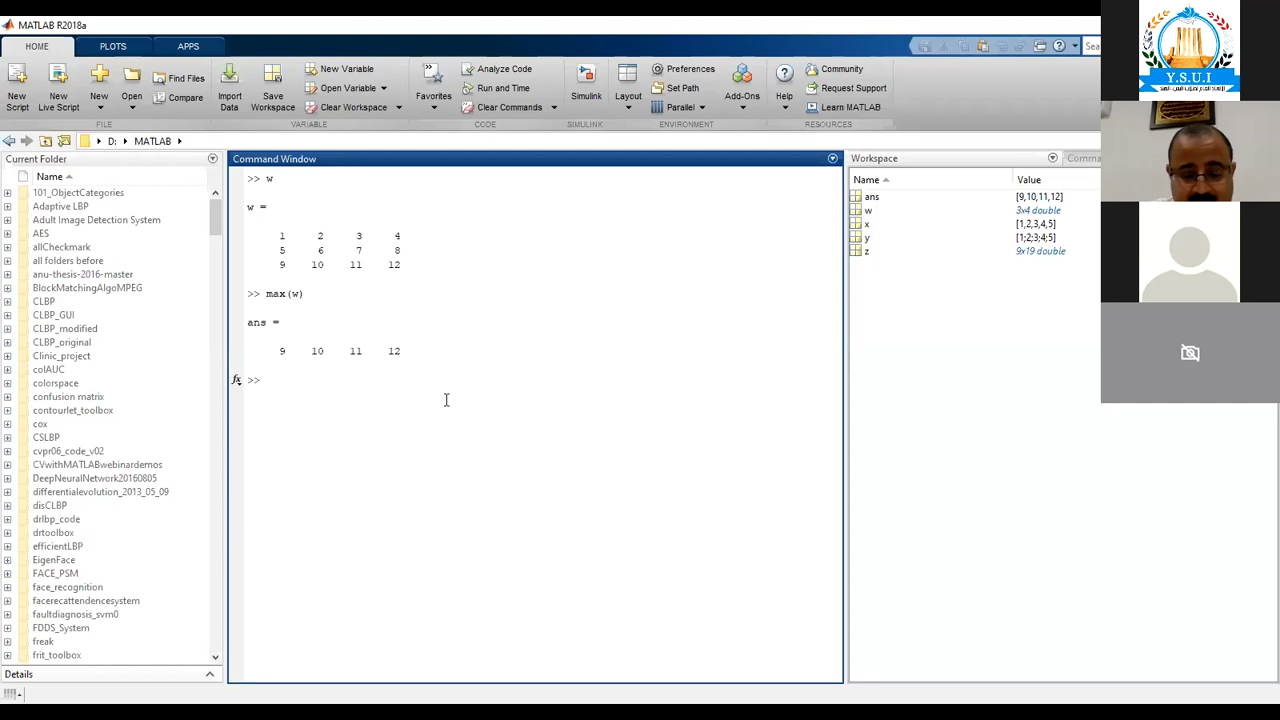 MATLAB R2018a
HOME PLOTS APPS
Sea
New Script
New Live Script
New
Open
Find Files
Compare
Import Data
Save Workspace
New Variable
Open Variable
Clear Workspace
Favorites
Analyze Code
Run and Time
Clear Commands
Simulink
Layout
Preferences
Set Path
Parallel
Add-Ons
Help
Community
Request Support
Learn MATLAB
FILE VARIABLE CODE SIMULINK ENVIRONMENT RESOURCES
D: MATLAB
Current Folder
Name
101_ObjectCategories
Adaptive LBP
Adult Image Detection System
AES
allCheckmark
all folders before
anu-thesis-2016-master
BlockMatchingAlgoMPEG
CLBP
CLBP_GUI
CLBP_modified
CLBP_original
Clinic_project
colAUC
colorspace
confusion matrix
contourlet_toolbox
cox
CSLBP
cvpr06_code_v02
CVwithMATLABwebinardemos
DeepNeuralNetwork20160805
differentialevolution_2013_05_09
disCLBP
drlbp_code
drtoolbox
efficientLBP
EigenFace
FACE_PSM
face_recognition
facerecattendencesystem
faultdiagnosis_svm0
FDDS_System
freak
frit_toolbox
Details
Command Window
>> w
w =
1 2 3 4
5 6 7 8
9 10 11 12
>> max(w)
ans =
9 10 11 12
fx >>
Workspace
Comma
Name Value
ans [9,10,11,12]
w 3x4 double
x [1,2,3,4,5]
y [1;2;3;4;5]
z 9x19 double
Y.S.U.I